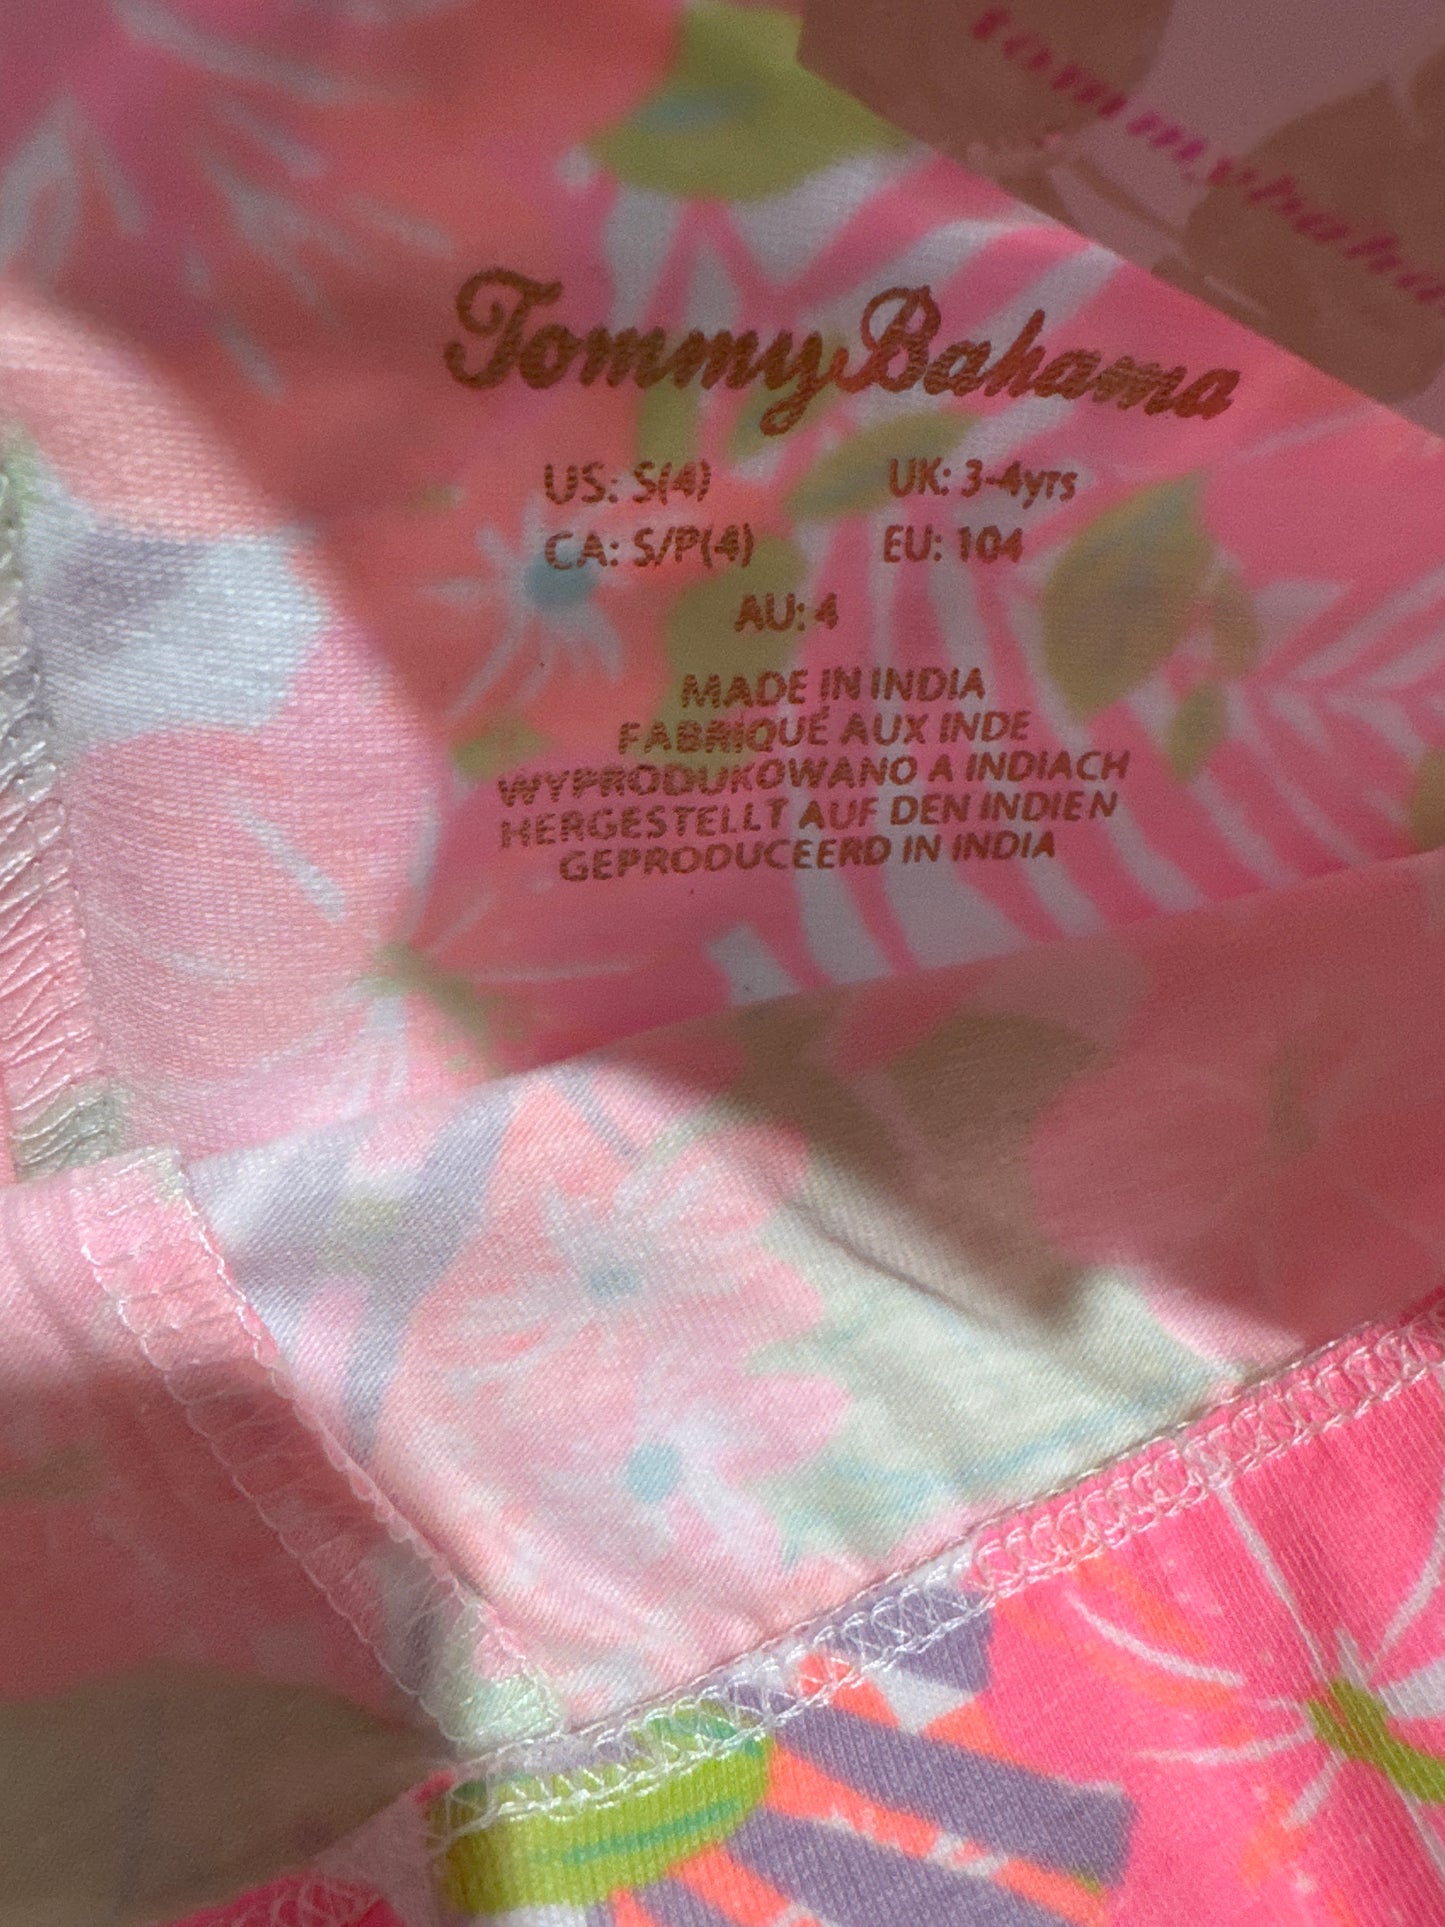 tommybaha
Tommy Bahama
US: S(4) UK: 3-4yrs
CA: S/P(4) EU: 104
AU: 4
MADE IN INDIA
FABRIQUÉ AUX INDE
WYPRODUKOWANO A INDIACH
HERGESTELLT AUF DEN INDIEN
GEPRODUCEERD IN INDIA